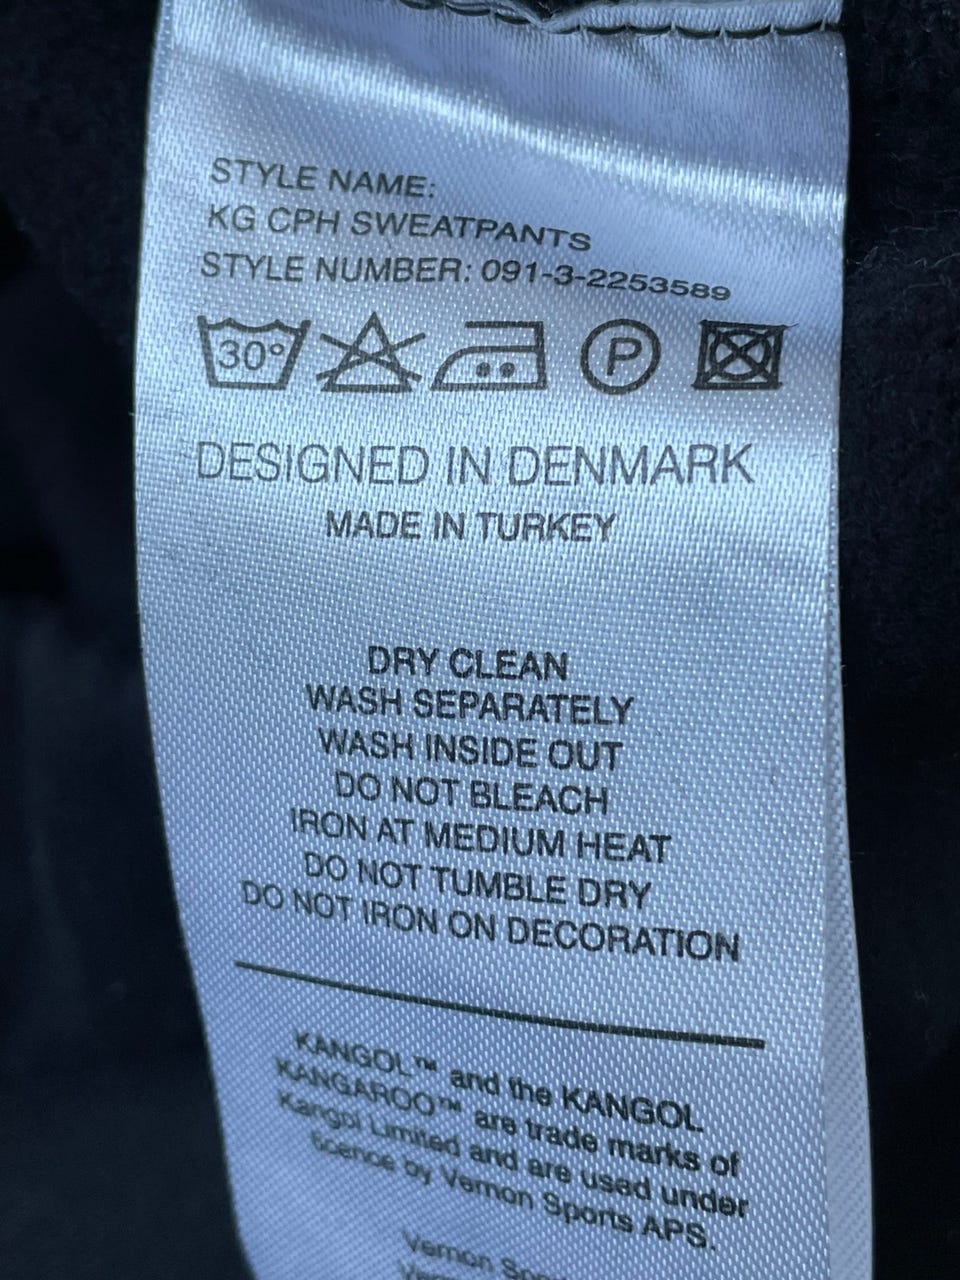 STYLE NAME:
KG CPH SWEATPANTS
STYLE NUMBER: 091-3-2253589
30°
P
DESIGNED IN DENMARK
MADE IN TURKEY
DRY CLEAN
WASH SEPARATELY
WASH INSIDE OUT
DO NOT BLEACH
IRON AT MEDIUM HEAT
DO NOT TUMBLE DRY
DO NOT IRON ON DECORATION
KANGOL™ and the KANGOL
KANGAROO™ are trade marks of
Kangol Limited and are used under
licence by Vernon Sports APS.
Vernon